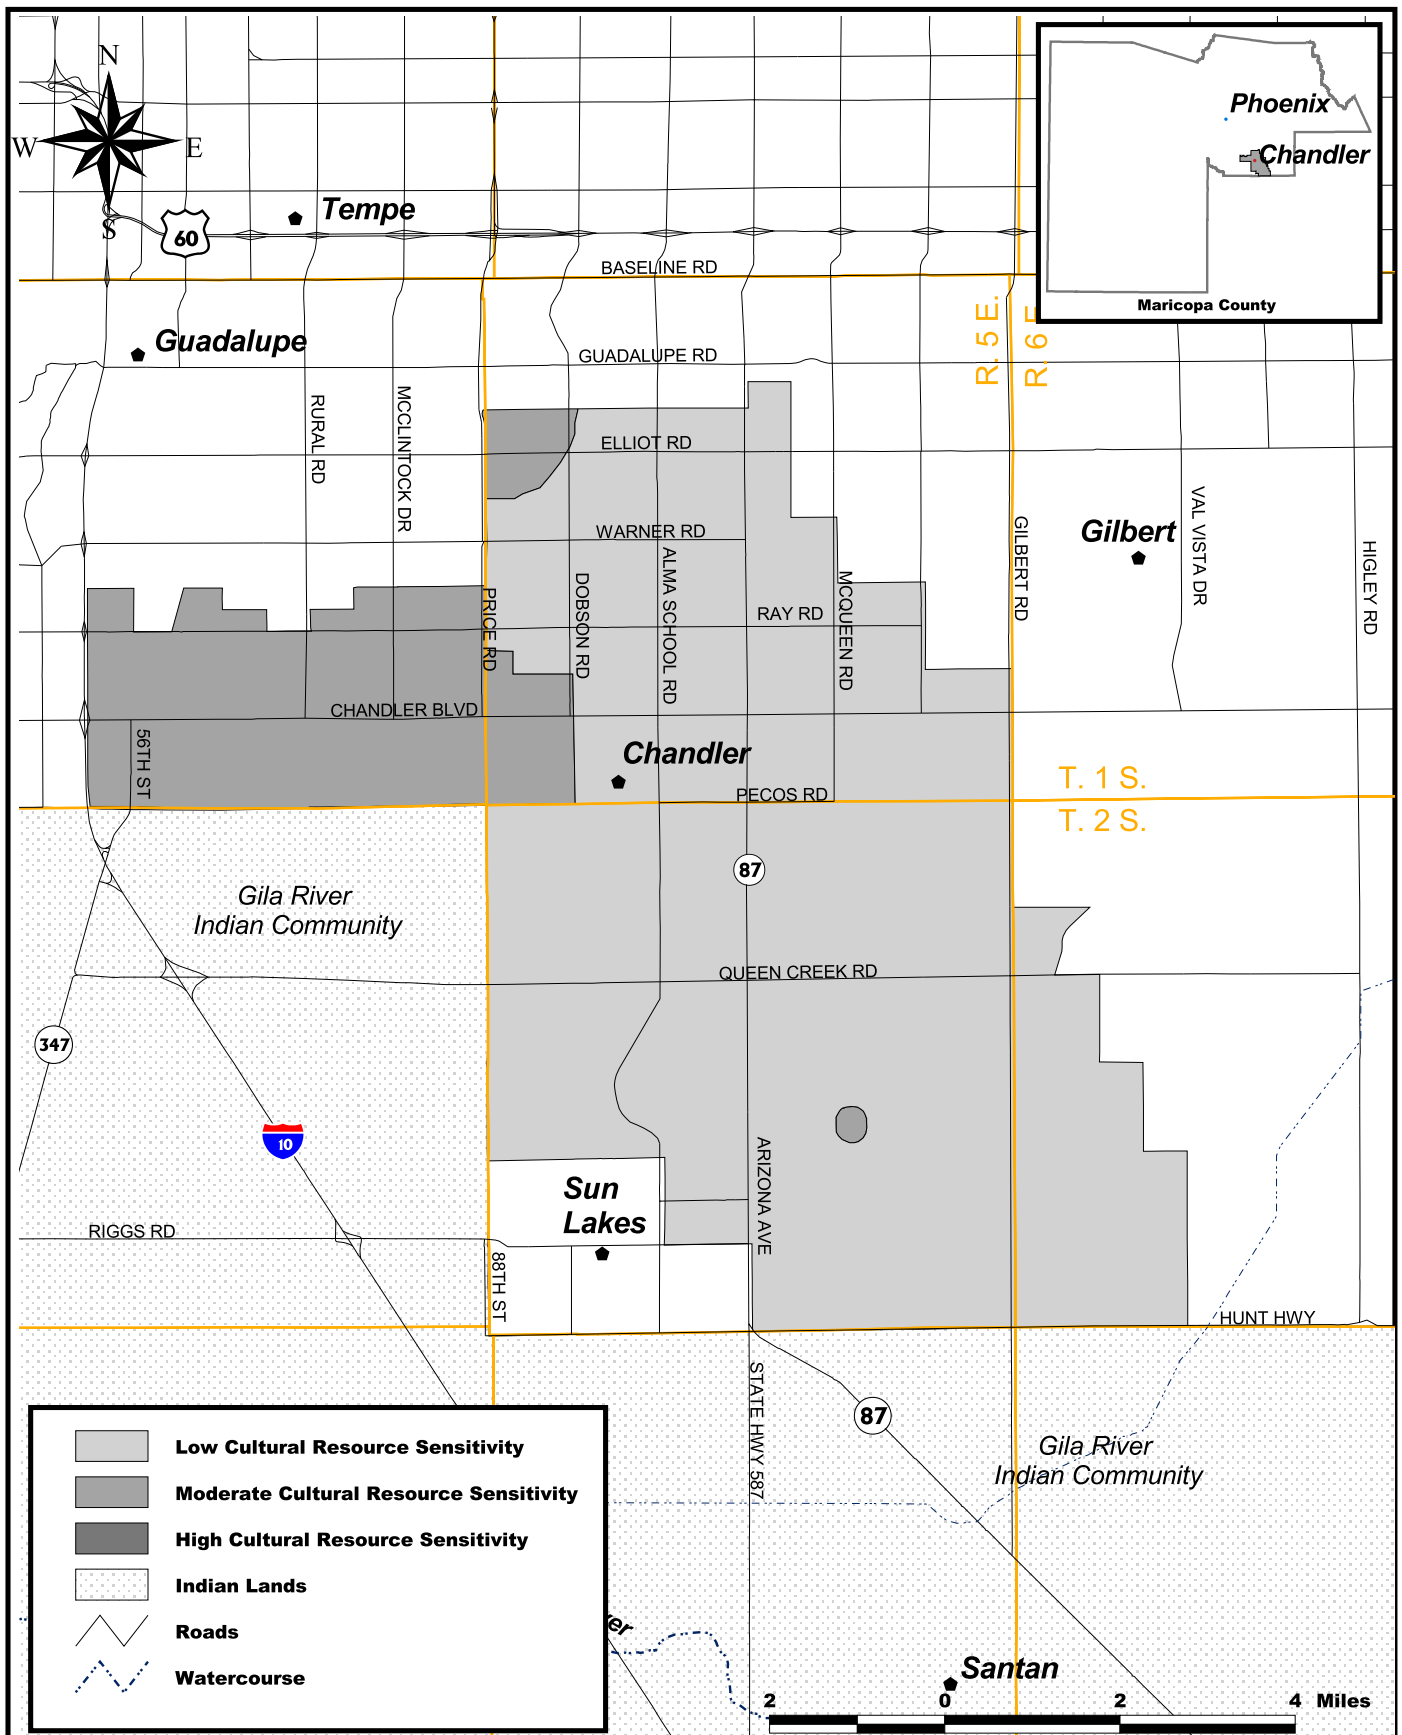 N
W
E
S
60
Tempe
Phoenix
Chandler
Maricopa County
BASELINE RD
R. 5 E.
Guadalupe
GUADALUPE RD
RURAL RD
MCCLINTOCK DR
ELLIOT RD
WARNER RD
ALMA SCHOOL RD
GILBERT RD
Gilbert
VAL VISTA DR
HIGLEY RD
PRICE RD
DOBSON RD
RAY RD
MCQUEEN RD
CHANDLER BLVD
56TH ST
Chandler
PECOS RD
T. 1 S.
T. 2 S.
87
Gila River
Indian Community
QUEEN CREEK RD
347
10
ARIZONA AVE
Sun
Lakes
RIGGS RD
88TH ST
HUNT HWY
STATE HWY 587
87
Gila River
Indian Community
Low Cultural Resource Sensitivity
Moderate Cultural Resource Sensitivity
High Cultural Resource Sensitivity
Indian Lands
Roads
Watercourse
Santan
2 0 2 4 Miles